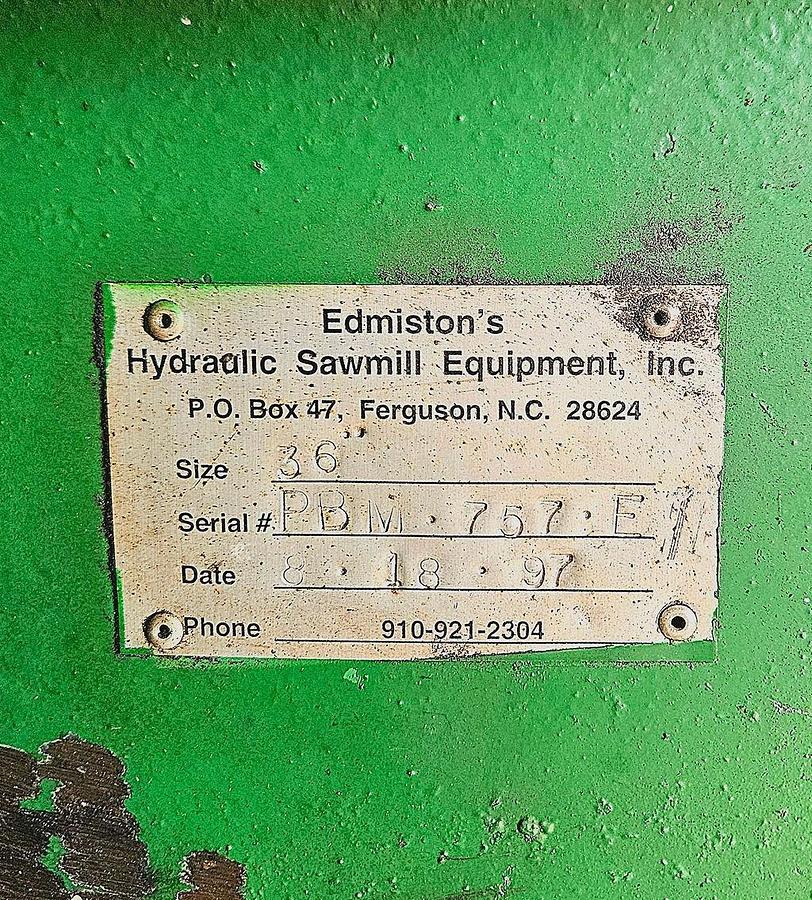 Edmiston's
Hydraulic Sawmill Equipment, Inc.
P.O. Box 47, Ferguson, N.C. 28624
Size 36
Serial # PBM · 757 · E
Date 8 · 18 · 97
Phone 910-921-2304